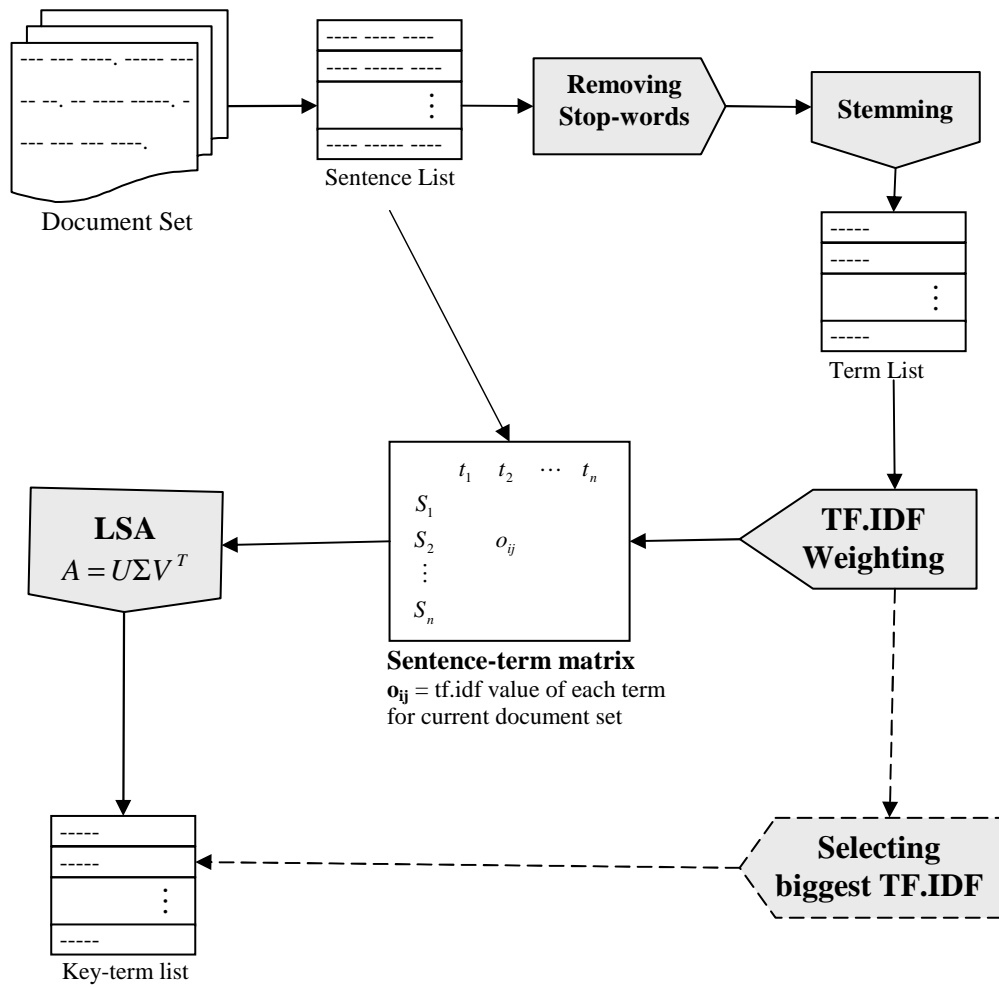 --- --- ---. ----- ---
-- --. -- ---- -----. -
--- --- --- ----.
Document Set
---- ---- ----
---- ---- ----
⋮
---- ---- ----
Sentence List
Removing
Stop-words
Stemming
-----
-----
⋮
-----
Term List
TF.IDF
Weighting
t1 t2 ⋯ tn
S1
S2 oij
⋮
Sn
Sentence-term matrix
oij = tf.idf value of each term
for current document set
LSA
A = UΣV^T
-----
-----
⋮
-----
Key-term list
Selecting
biggest TF.IDF